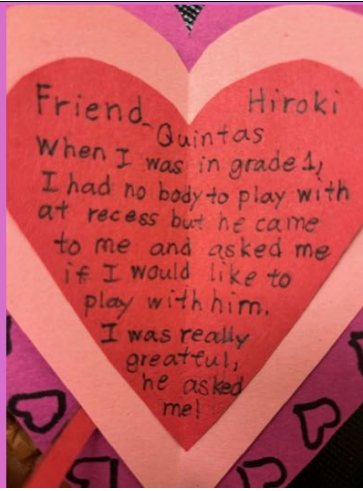 Friend Hiroki
- Quintas
When I was in grade 1,
I had no body to play with
at recess but he came
to me and asked me
if I would like to
play with him.
I was really
greatful,
he asked
me!